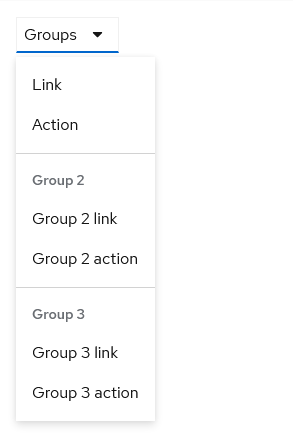 Groups
Link
Action
Group 2
Group 2 link
Group 2 action
Group 3
Group 3 link
Group 3 action